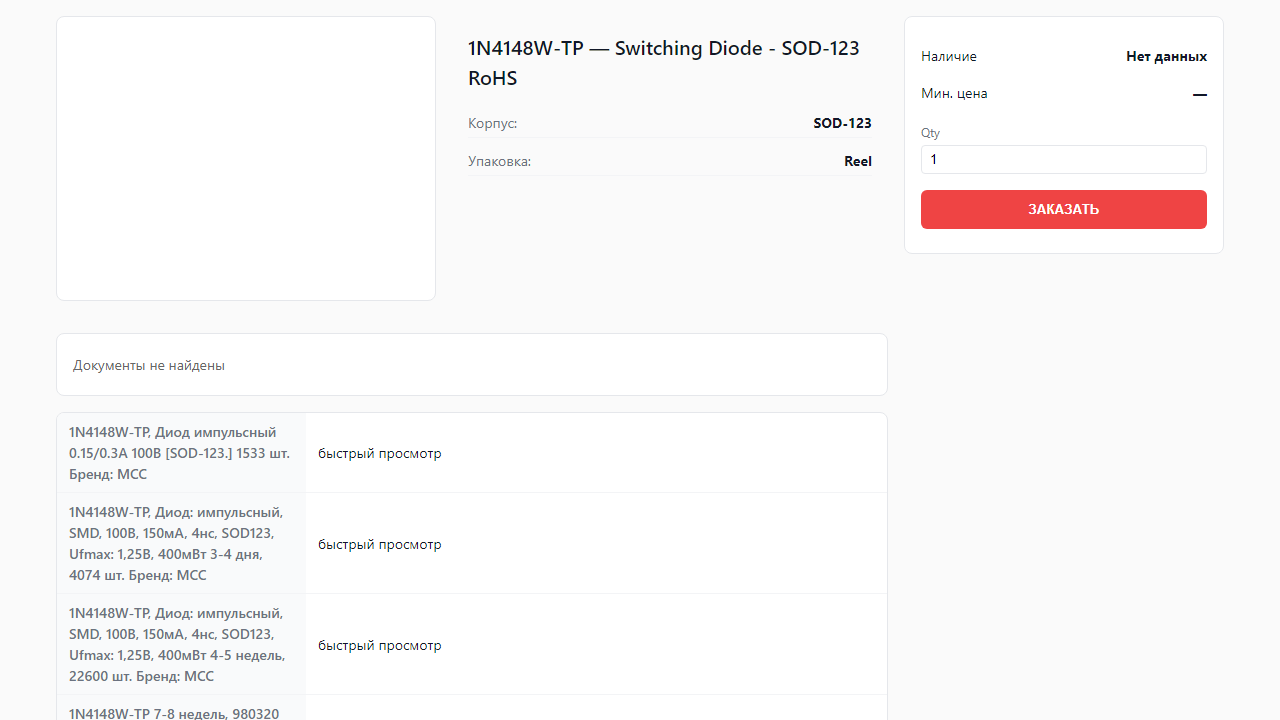 1N4148W-TP — Switching Diode - SOD-123
RoHS
Корпус:
SOD-123
Упаковка:
Reel
Наличие
Нет данных
Мин. цена
—
Qty
1
ЗАКАЗАТЬ
Документы не найдены
1N4148W-TP, Диод импульсный
0.15/0.3А 100В [SOD-123.] 1533 шт.
Бренд: MCC
быстрый просмотр
1N4148W-TP, Диод: импульсный,
SMD, 100В, 150мА, 4нс, SOD123,
Ufmax: 1,25В, 400мВт 3-4 дня,
4074 шт. Бренд: MCC
быстрый просмотр
1N4148W-TP, Диод: импульсный,
SMD, 100В, 150мА, 4нс, SOD123,
Ufmax: 1,25В, 400мВт 4-5 недель,
22600 шт. Бренд: MCC
быстрый просмотр
1N4148W-TP 7-8 недель, 980320